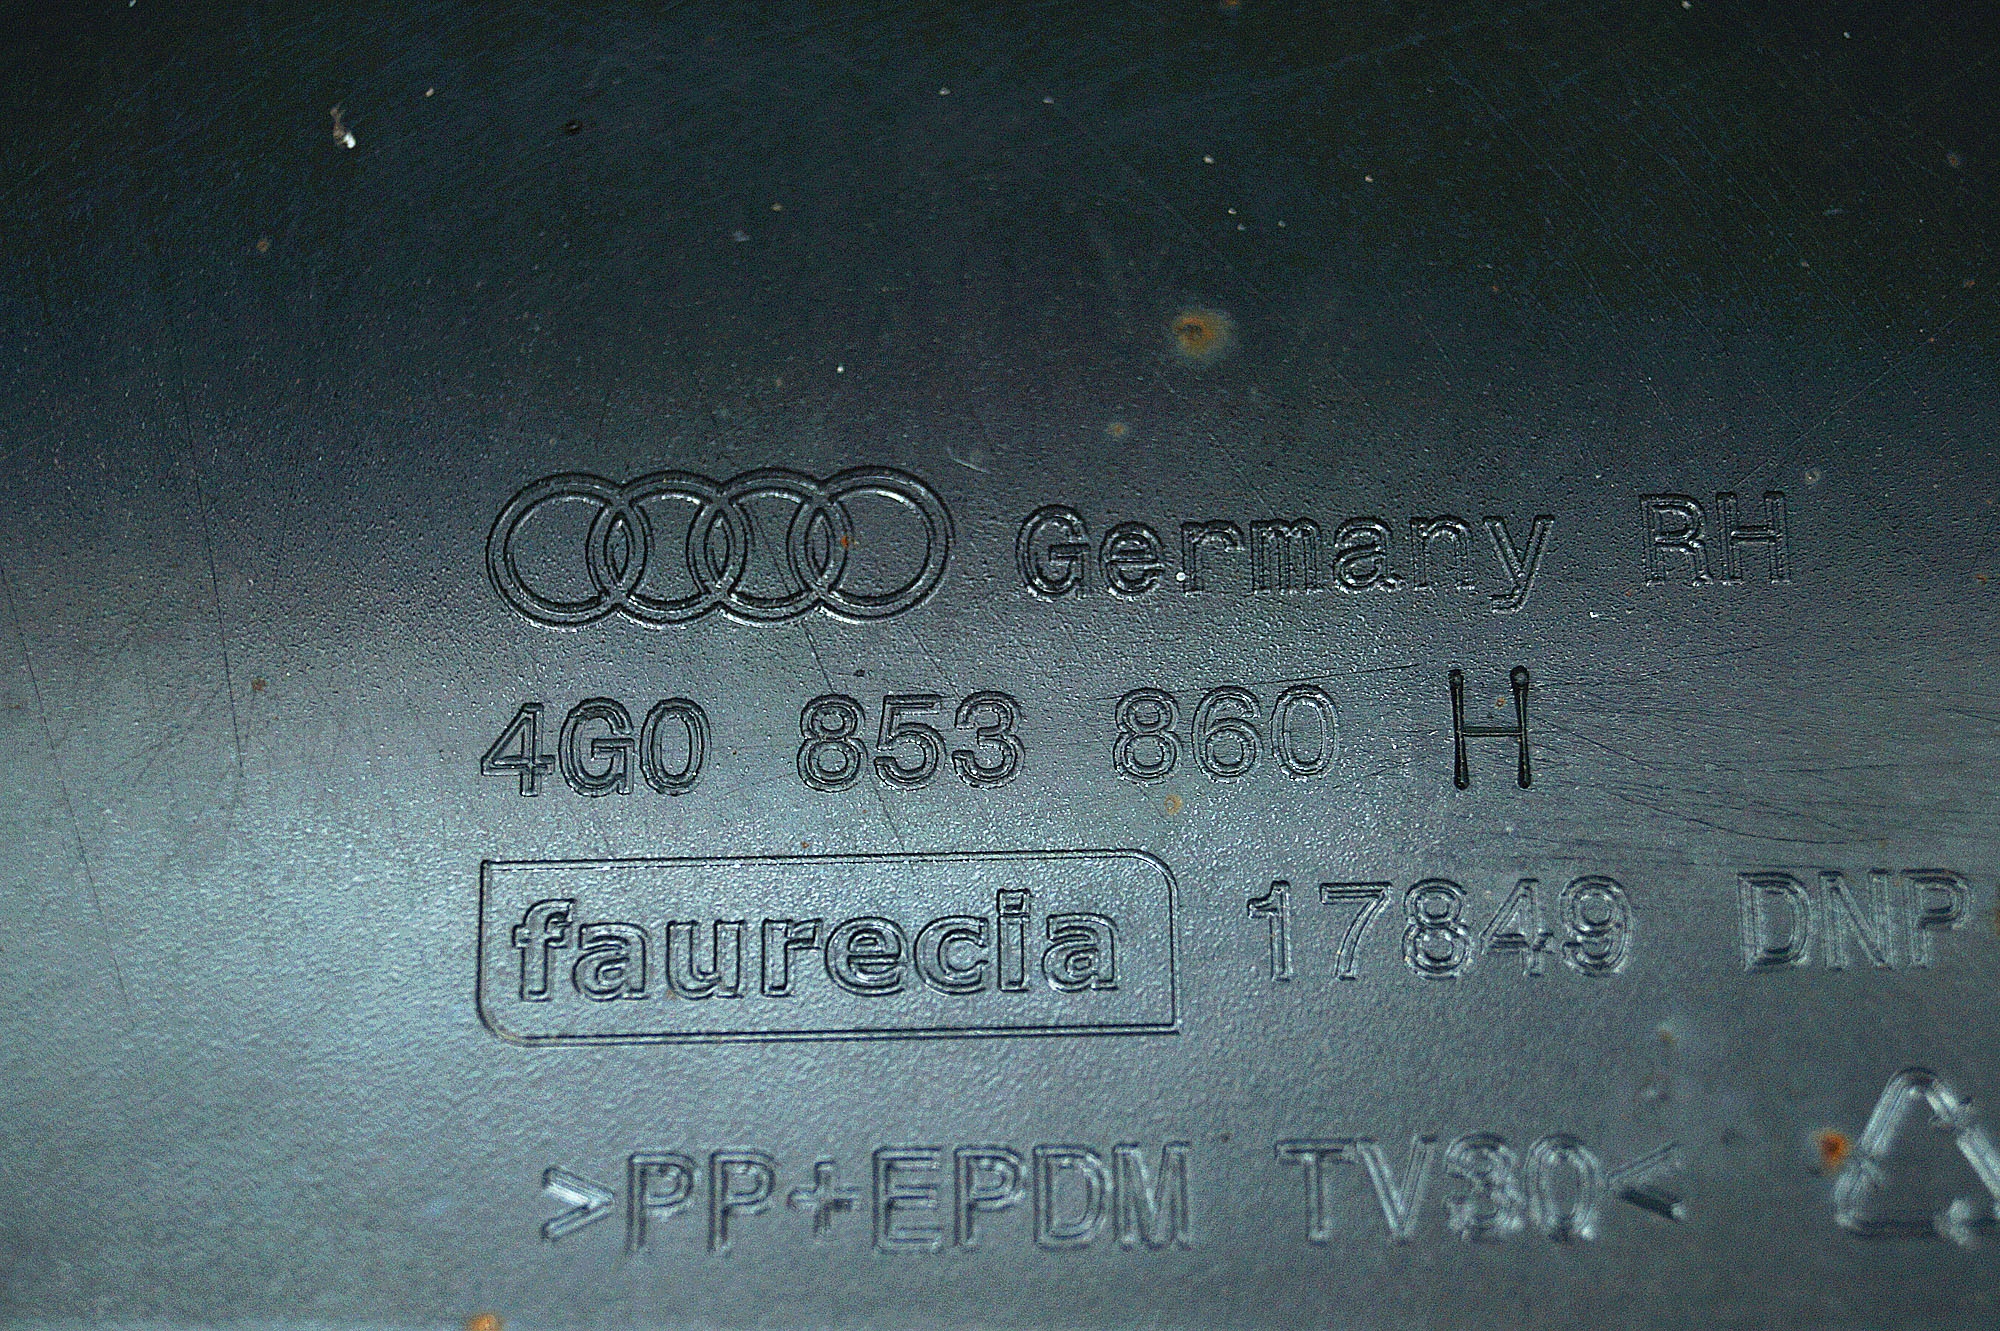 Germany RH
4G0 853 860 H
faurecia 17849 DNP
>PP+EPDM TV30<